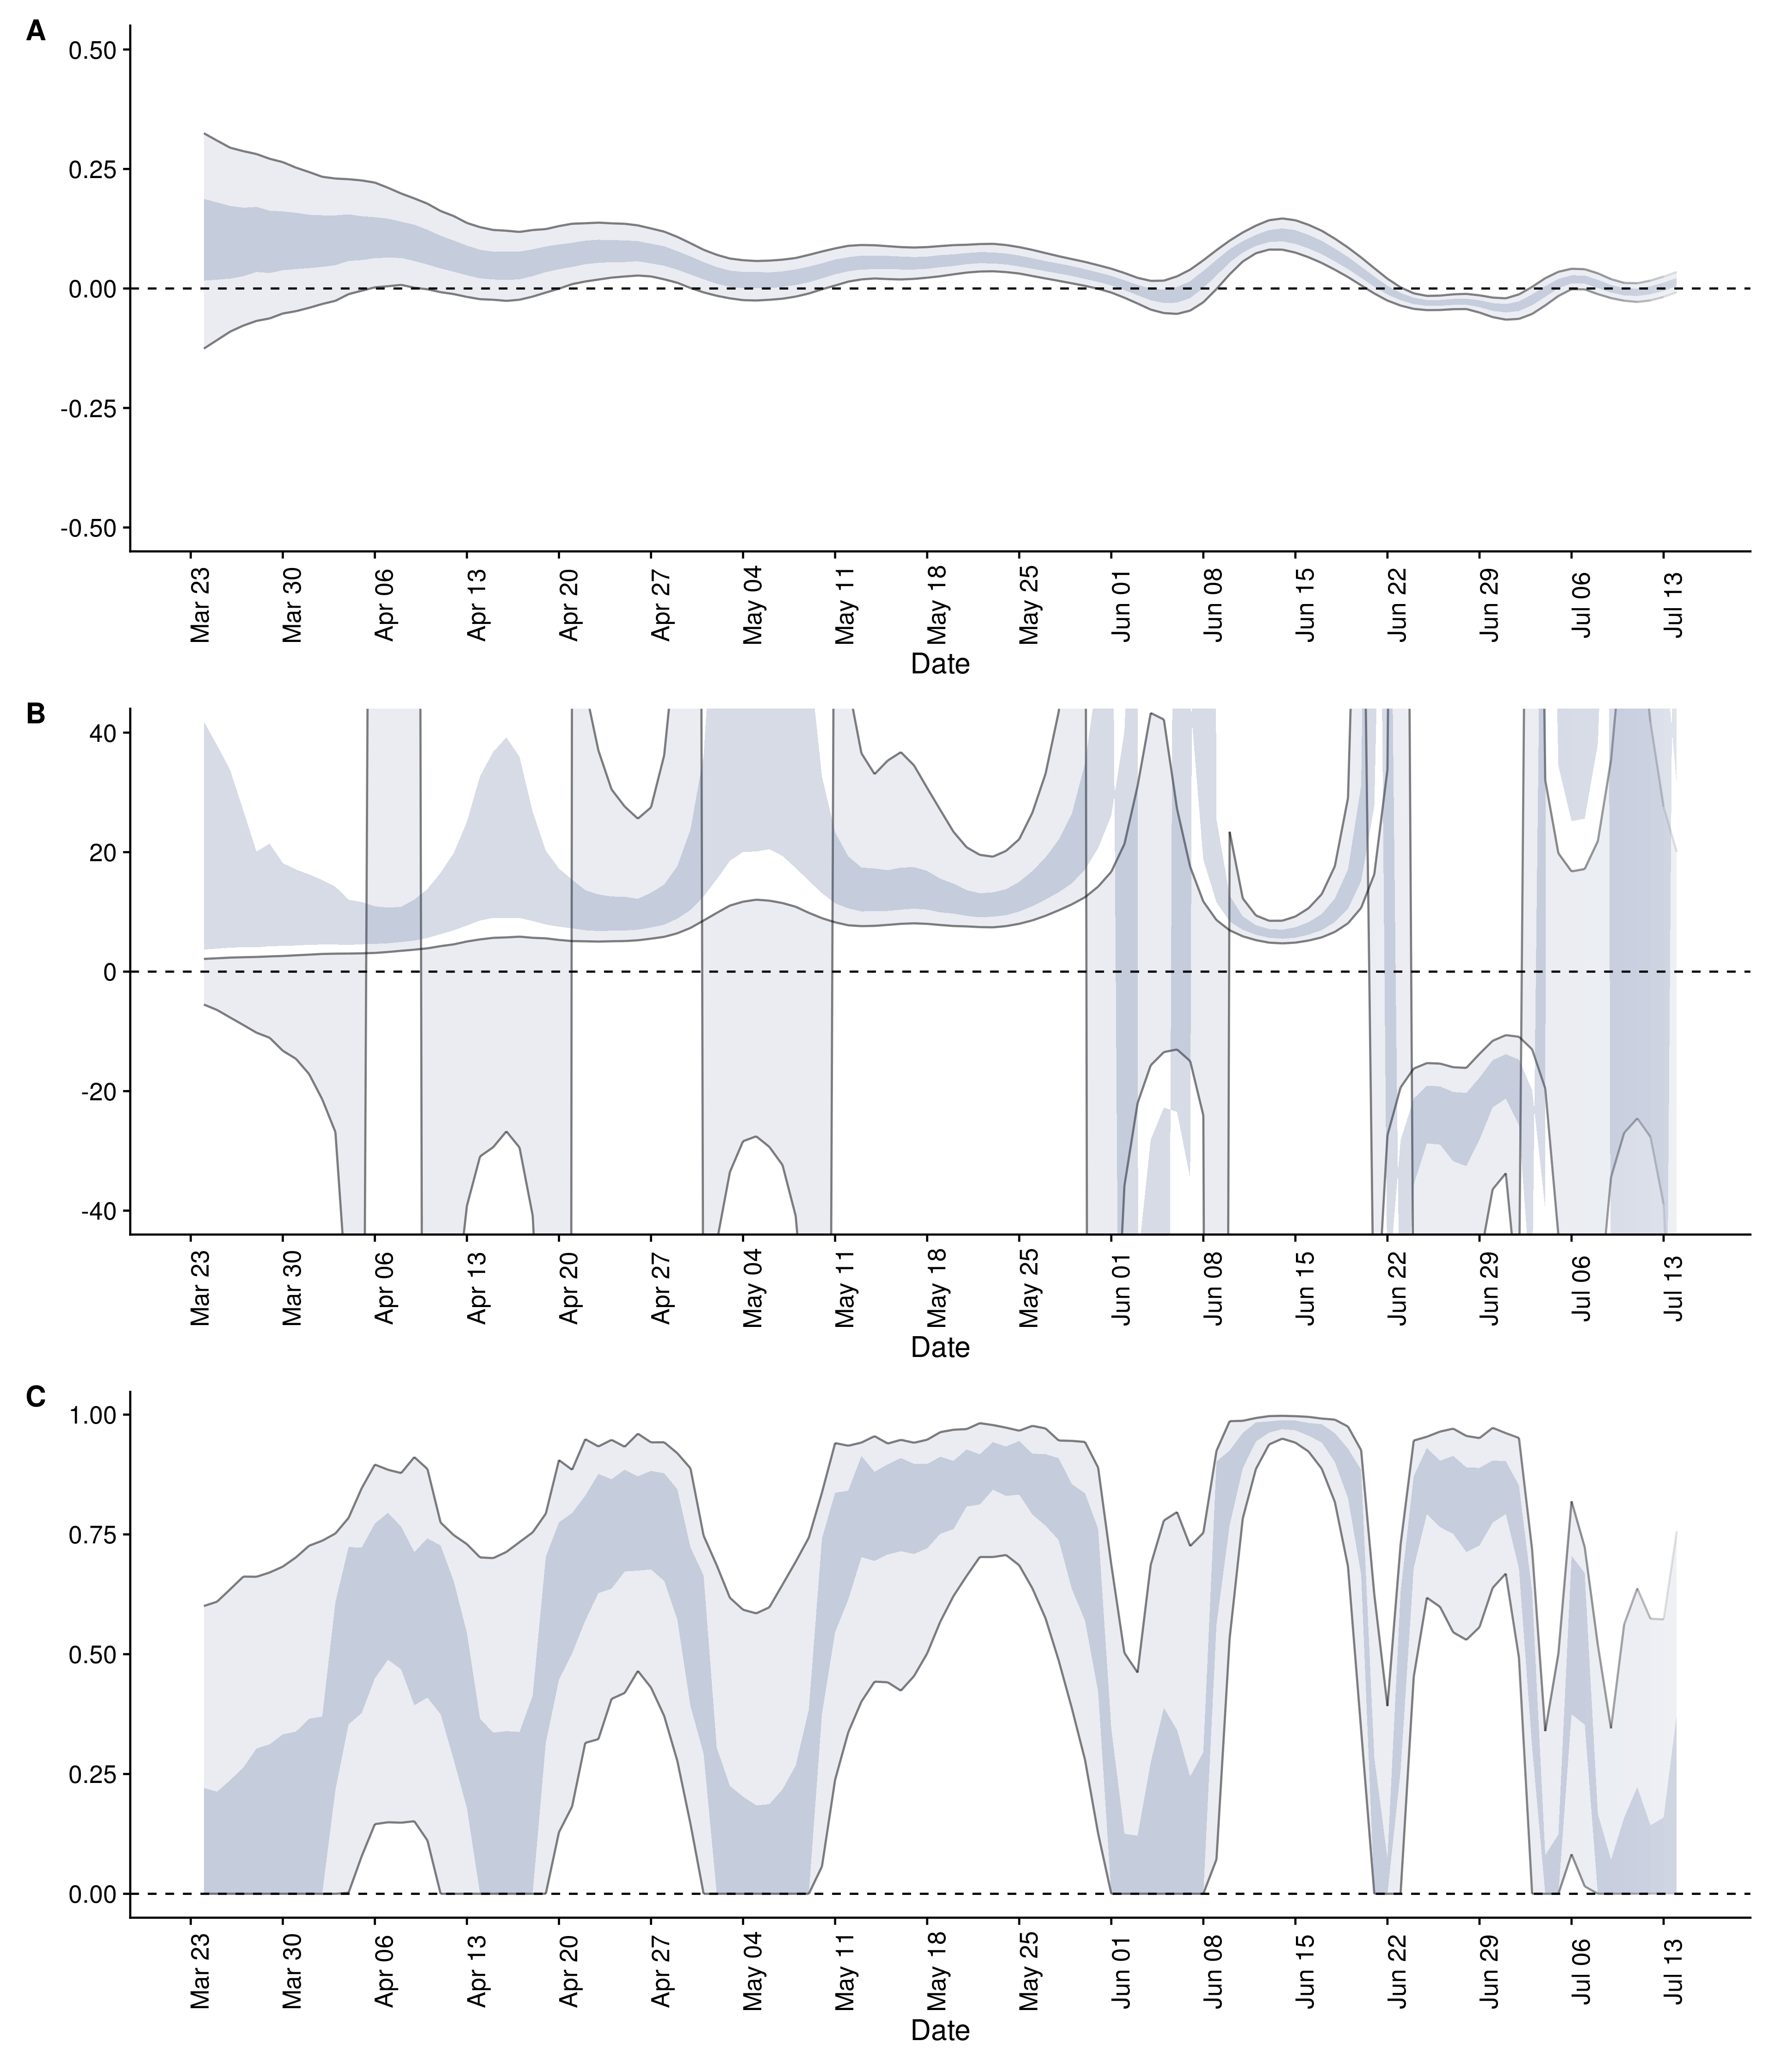 A
0.50
0.25
0.00
-0.25
-0.50
Mar 23
Mar 30
Apr 06
Apr 13
Apr 20
Apr 27
May 04
May 11
May 18
May 25
Jun 01
Jun 08
Jun 15
Jun 22
Jun 29
Jul 06
Jul 13
Date
B
40
20
0
-20
-40
Mar 23
Mar 30
Apr 06
Apr 13
Apr 20
Apr 27
May 04
May 11
May 18
May 25
Jun 01
Jun 08
Jun 15
Jun 22
Jun 29
Jul 06
Jul 13
Date
C
1.00
0.75
0.50
0.25
0.00
Mar 23
Mar 30
Apr 06
Apr 13
Apr 20
Apr 27
May 04
May 11
May 18
May 25
Jun 01
Jun 08
Jun 15
Jun 22
Jun 29
Jul 06
Jul 13
Date